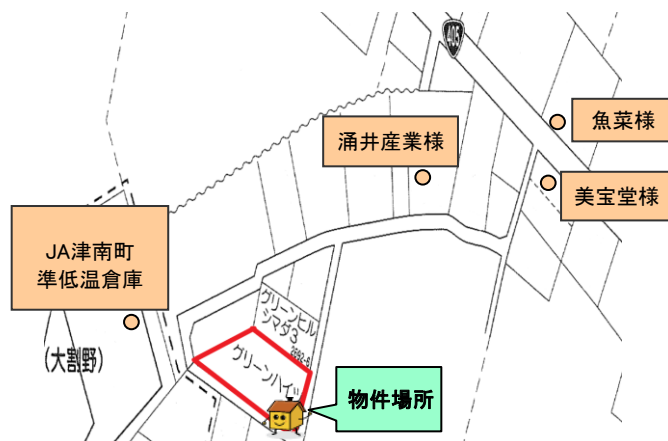 405
魚菜様
涌井産業様
美宝堂様
JA津南町
準低温倉庫
グリーンヒル
シマダ3
2692-6
グリーンハイツ
(大割野)
物件場所